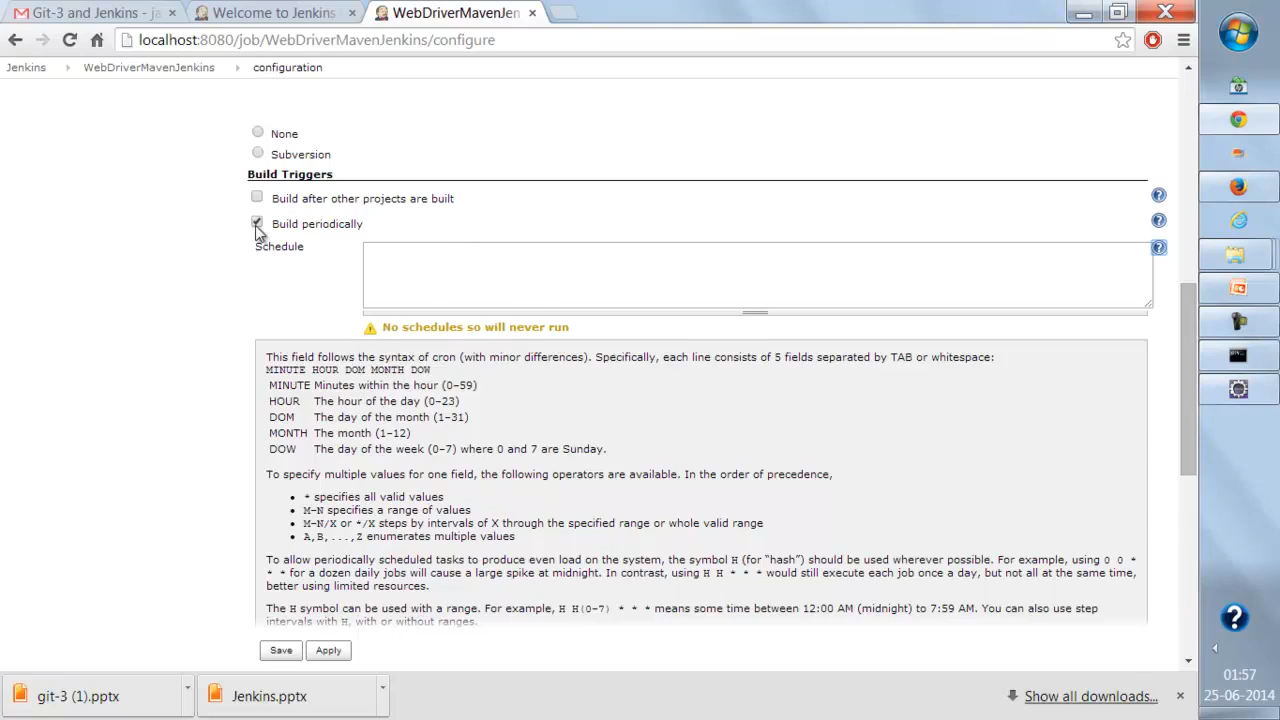 Git-3 and Jenkins - ja
Welcome to Jenkins
WebDriverMavenJen
localhost:8080/job/WebDriverMavenJenkins/configure
Jenkins
WebDriverMavenJenkins
configuration
None
Subversion
Build Triggers
Build after other projects are built
Build periodically
Schedule
No schedules so will never run
This field follows the syntax of cron (with minor differences). Specifically, each line consists of 5 fields separated by TAB or whitespace:
MINUTE HOUR DOM MONTH DOW
MINUTE Minutes within the hour (0–59)
HOUR The hour of the day (0–23)
DOM The day of the month (1–31)
MONTH The month (1–12)
DOW The day of the week (0–7) where 0 and 7 are Sunday.
To specify multiple values for one field, the following operators are available. In the order of precedence,
• * specifies all valid values
• M-N specifies a range of values
• M-N/X or */X steps by intervals of X through the specified range or whole valid range
• A,B,...,Z enumerates multiple values
To allow periodically scheduled tasks to produce even load on the system, the symbol H (for “hash”) should be used wherever possible. For example, using 0 0 *
* * for a dozen daily jobs will cause a large spike at midnight. In contrast, using H H * * * would still execute each job once a day, but not all at the same time,
better using limited resources.
The H symbol can be used with a range. For example, H H(0-7) * * * means some time between 12:00 AM (midnight) to 7:59 AM. You can also use step
intervals with H, with or without ranges.
Save
Apply
git-3 (1).pptx
Jenkins.pptx
Show all downloads...
01:57
25-06-2014